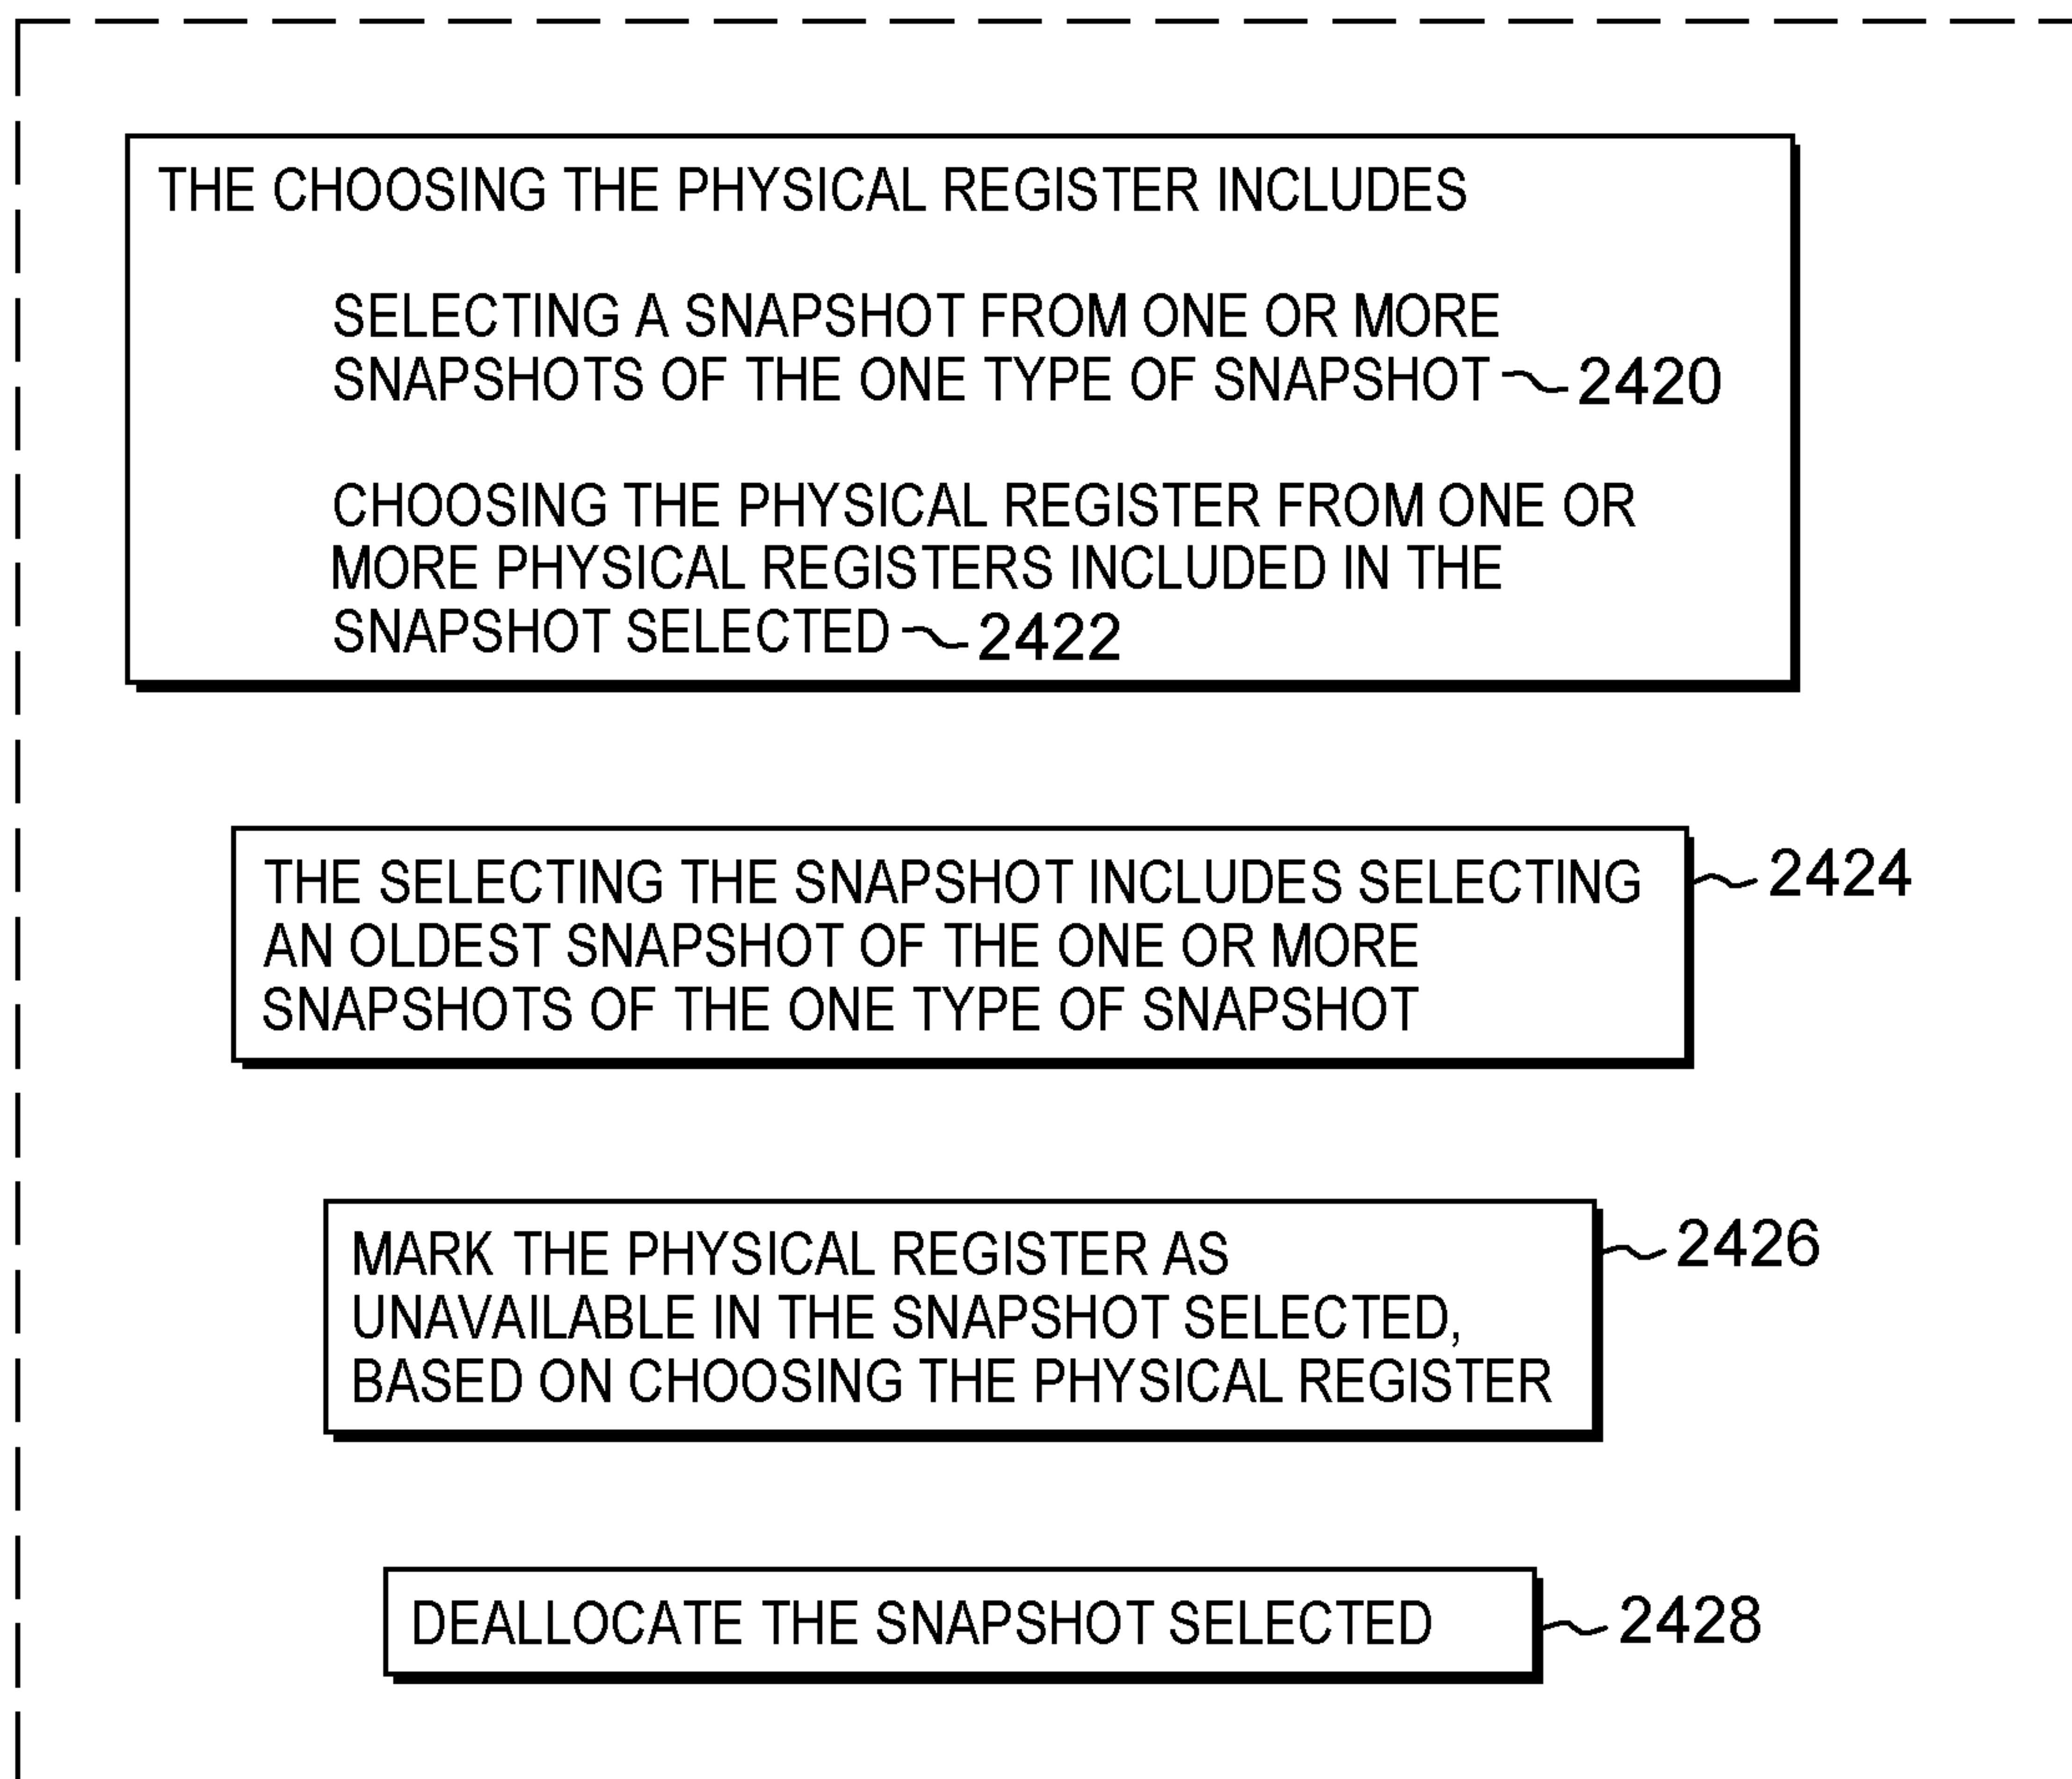 THE CHOOSING THE PHYSICAL REGISTER INCLUDES
SELECTING A SNAPSHOT FROM ONE OR MORE
SNAPSHOTS OF THE ONE TYPE OF SNAPSHOT 2420
CHOOSING THE PHYSICAL REGISTER FROM ONE OR
MORE PHYSICAL REGISTERS INCLUDED IN THE
SNAPSHOT SELECTED 2422
THE SELECTING THE SNAPSHOT INCLUDES SELECTING 2424
AN OLDEST SNAPSHOT OF THE ONE OR MORE
SNAPSHOTS OF THE ONE TYPE OF SNAPSHOT
MARK THE PHYSICAL REGISTER AS 2426
UNAVAILABLE IN THE SNAPSHOT SELECTED,
BASED ON CHOOSING THE PHYSICAL REGISTER
DEALLOCATE THE SNAPSHOT SELECTED 2428